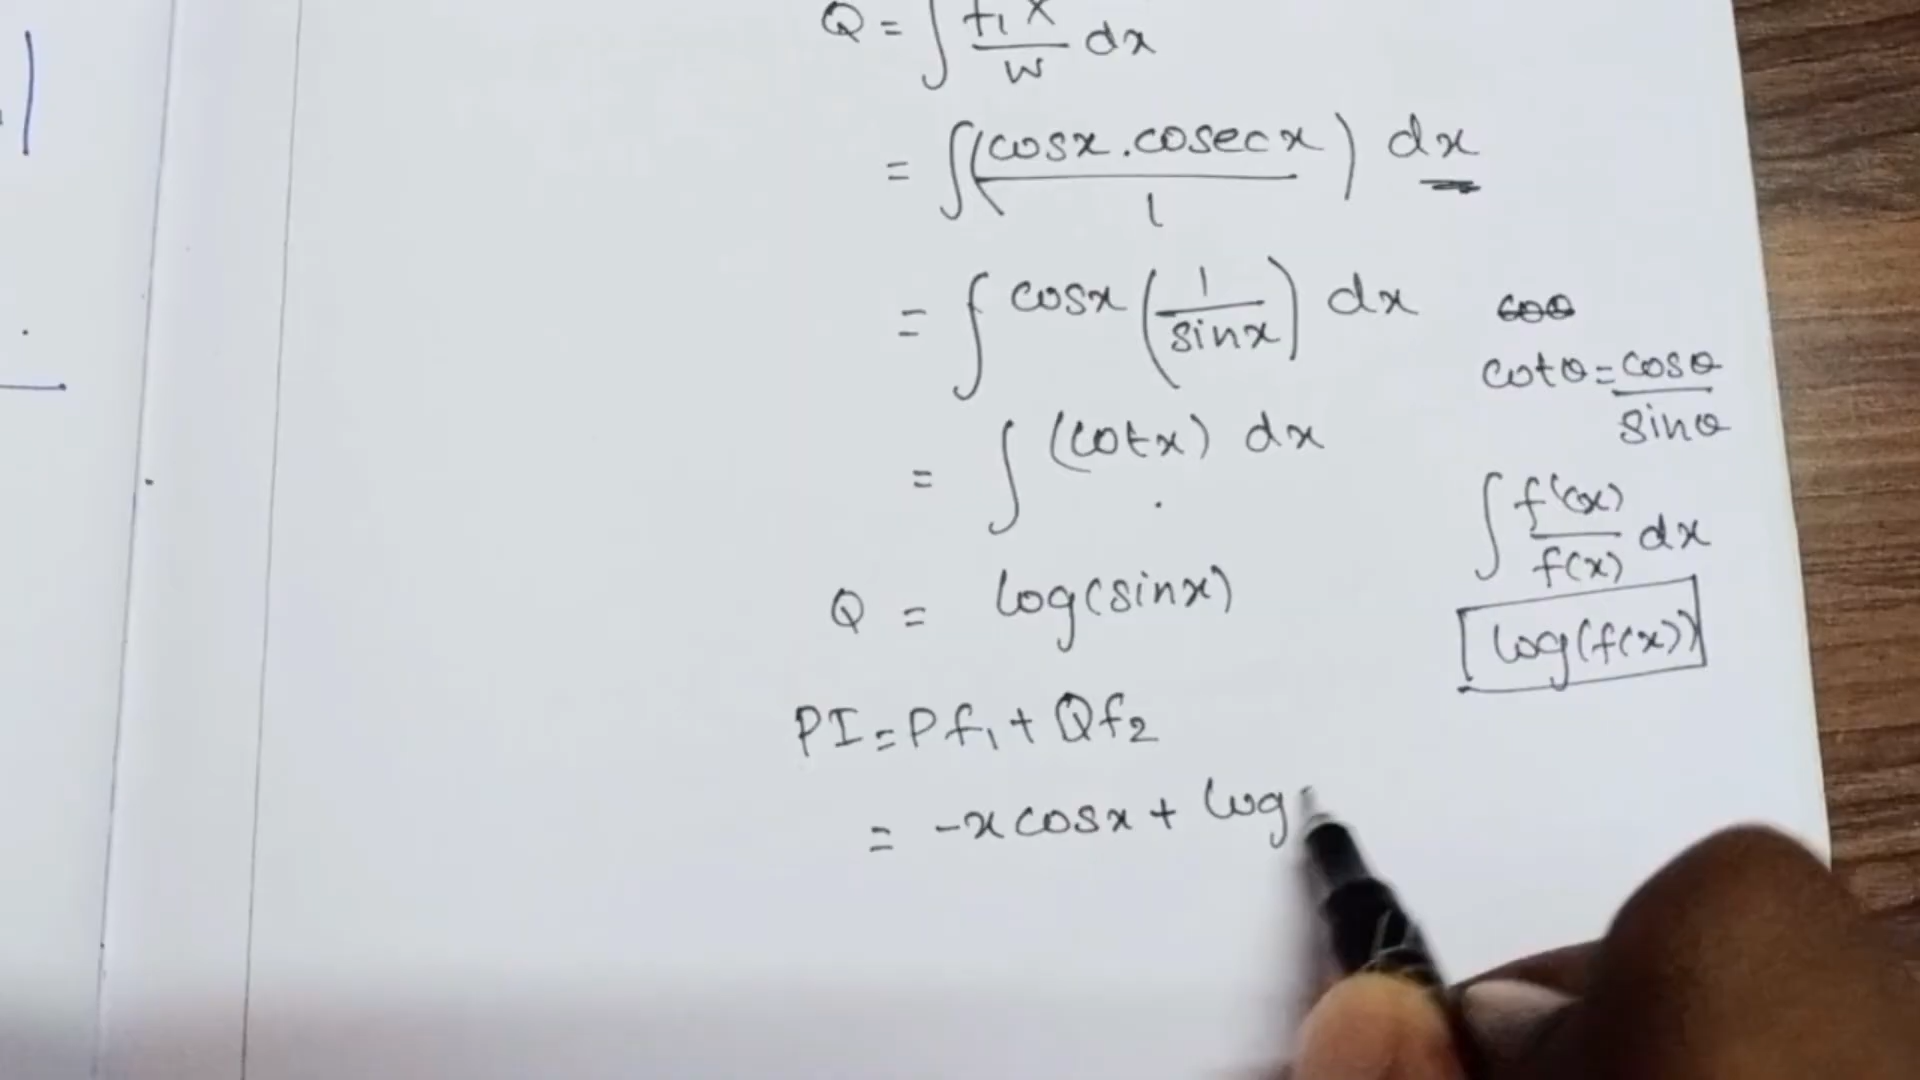 Q = ∫ f₁X/W dx
= ∫(cosx.cosecx/1) dx
= ∫ cosx (1/sinx) dx
cotθ = cosθ/sinθ
= ∫ (cotx) dx
∫ f'(x)/f(x) dx
Q = log(sinx)
log(f(x))
PI = Pf₁ + Qf₂
= -x cosx + log